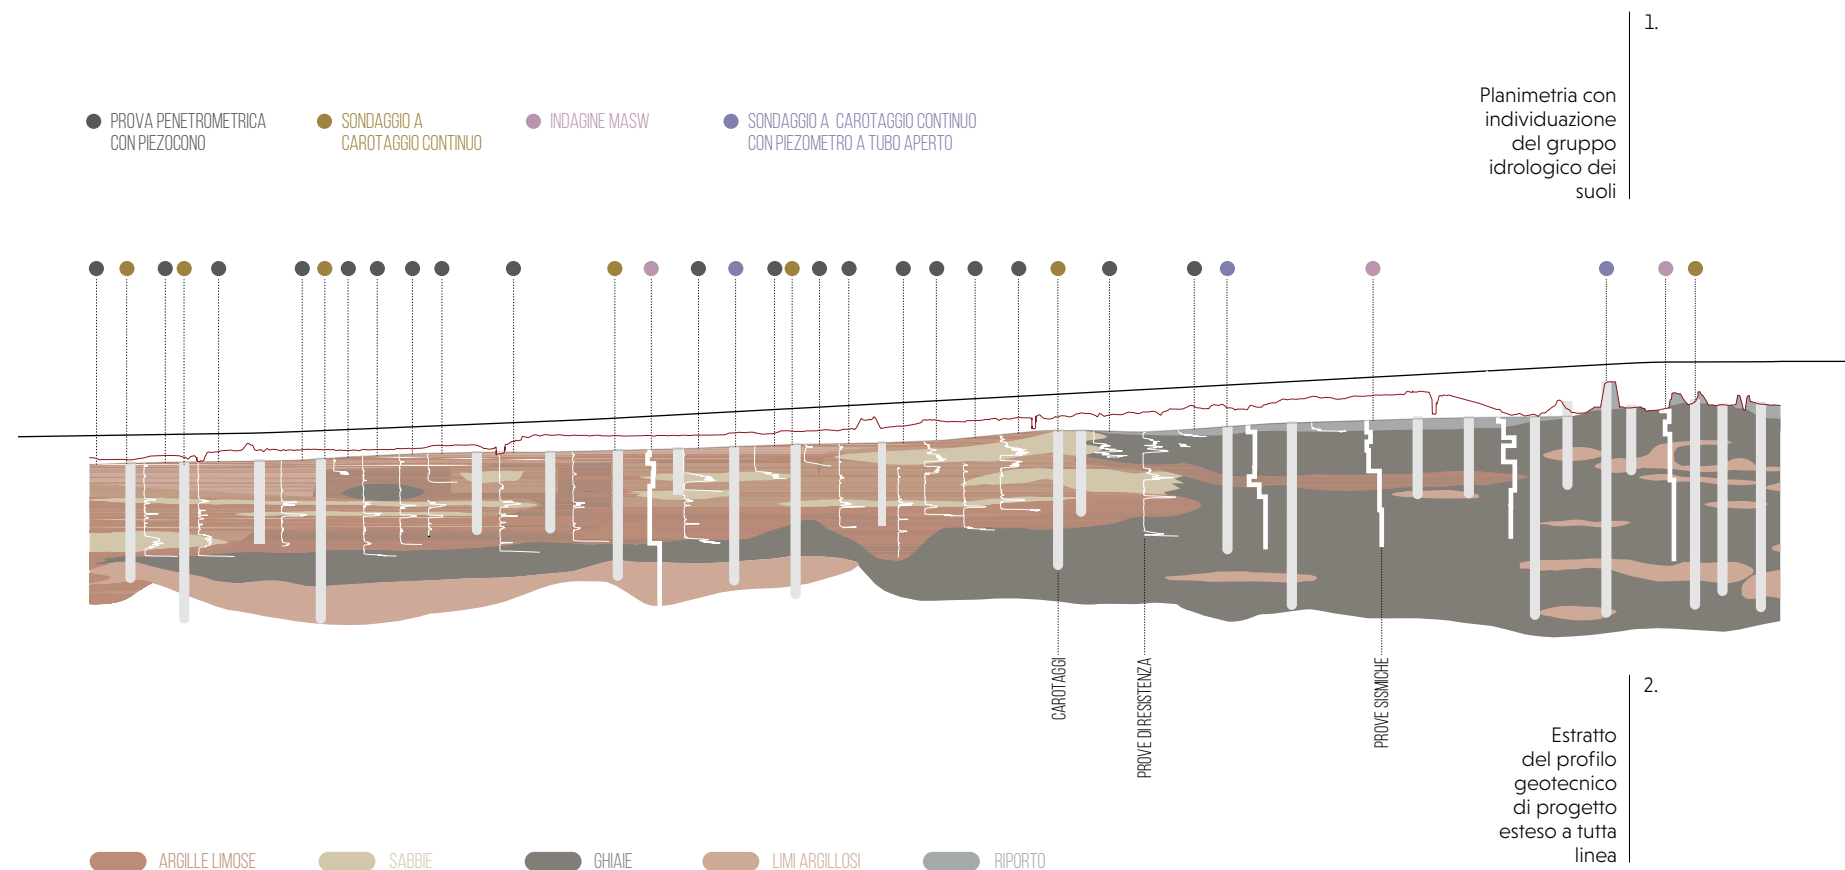 1.
Planimetria con
individuazione
del gruppo
idrologico dei
suoli
PROVA PENETROMETRICA
CON PIEZOCONO
SONDAGGIO A
CAROTAGGIO CONTINUO
INDAGINE MASW
SONDAGGIO A CAROTAGGIO CONTINUO
CON PIEZOMETRO A TUBO APERTO
CAROTAGGI
PROVE DI RESISTENZA
PROVE SISMICHE
2.
Estratto
del profilo
geotecnico
di progetto
esteso a tutta
linea
ARGILLE LIMOSE
SABBIE
GHIAIE
LIMI ARGILLOSI
RIPORTO